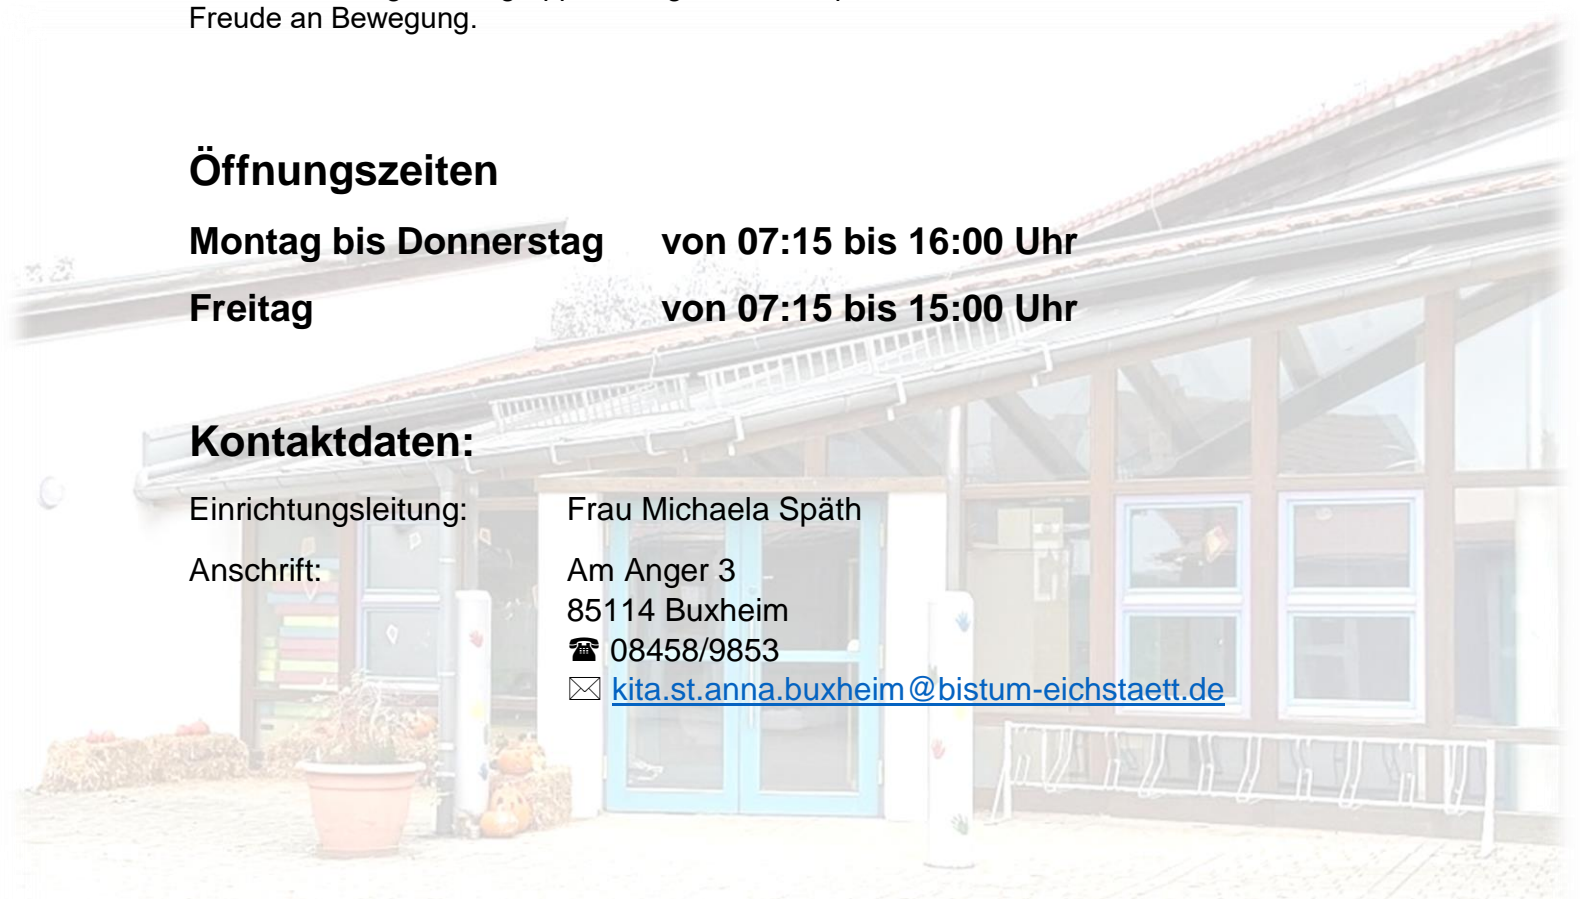 Freude an Bewegung.
Öffnungszeiten
Montag bis Donnerstag von 07:15 bis 16:00 Uhr
Freitag von 07:15 bis 15:00 Uhr
Kontaktdaten:
Einrichtungsleitung: Frau Michaela Späth
Anschrift: Am Anger 3
85114 Buxheim
☎ 08458/9853
✉ kita.st.anna.buxheim@bistum-eichstaett.de